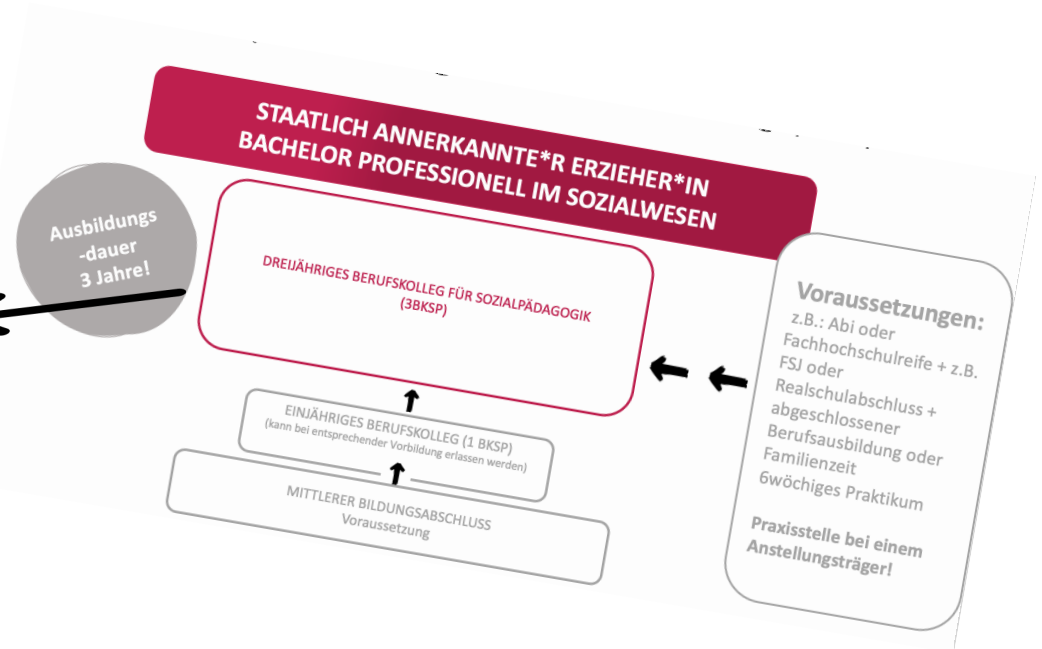 STAATLICH ANNERKANNTE*R ERZIEHER*IN
BACHELOR PROFESSIONELL IM SOZIALWESEN
Ausbildungs
-dauer
3 Jahre!
DREIJÄHRIGES BERUFSKOLLEG FÜR SOZIALPÄDAGOGIK
(3BKSP)
EINJÄHRIGES BERUFSKOLLEG (1 BKSP)
(kann bei entsprechender Vorbildung erlassen werden)
MITTLERER BILDUNGSABSCHLUSS
Voraussetzung
Voraussetzungen:
z.B.: Abi oder
Fachhochschulreife + z.B.
FSJ oder
Realschulabschluss +
abgeschlossener
Berufsausbildung oder
Familienzeit
6wöchiges Praktikum
Praxisstelle bei einem
Anstellungsträger!